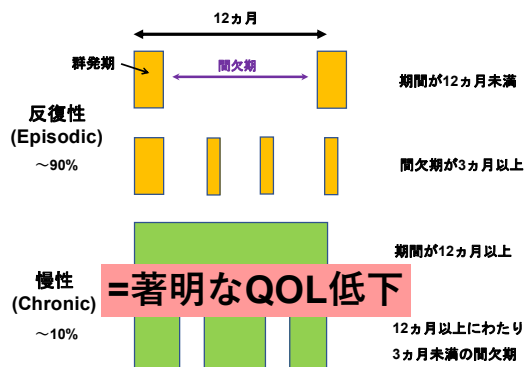 12ヵ月
群発期
間欠期
期間が12ヵ月未満
反復性
(Episodic)
～90%
間欠期が3ヵ月以上
期間が12ヵ月以上
慢性
(Chronic)
～10%
=著明なQOL低下
12ヵ月以上にわたり
3ヵ月未満の間欠期